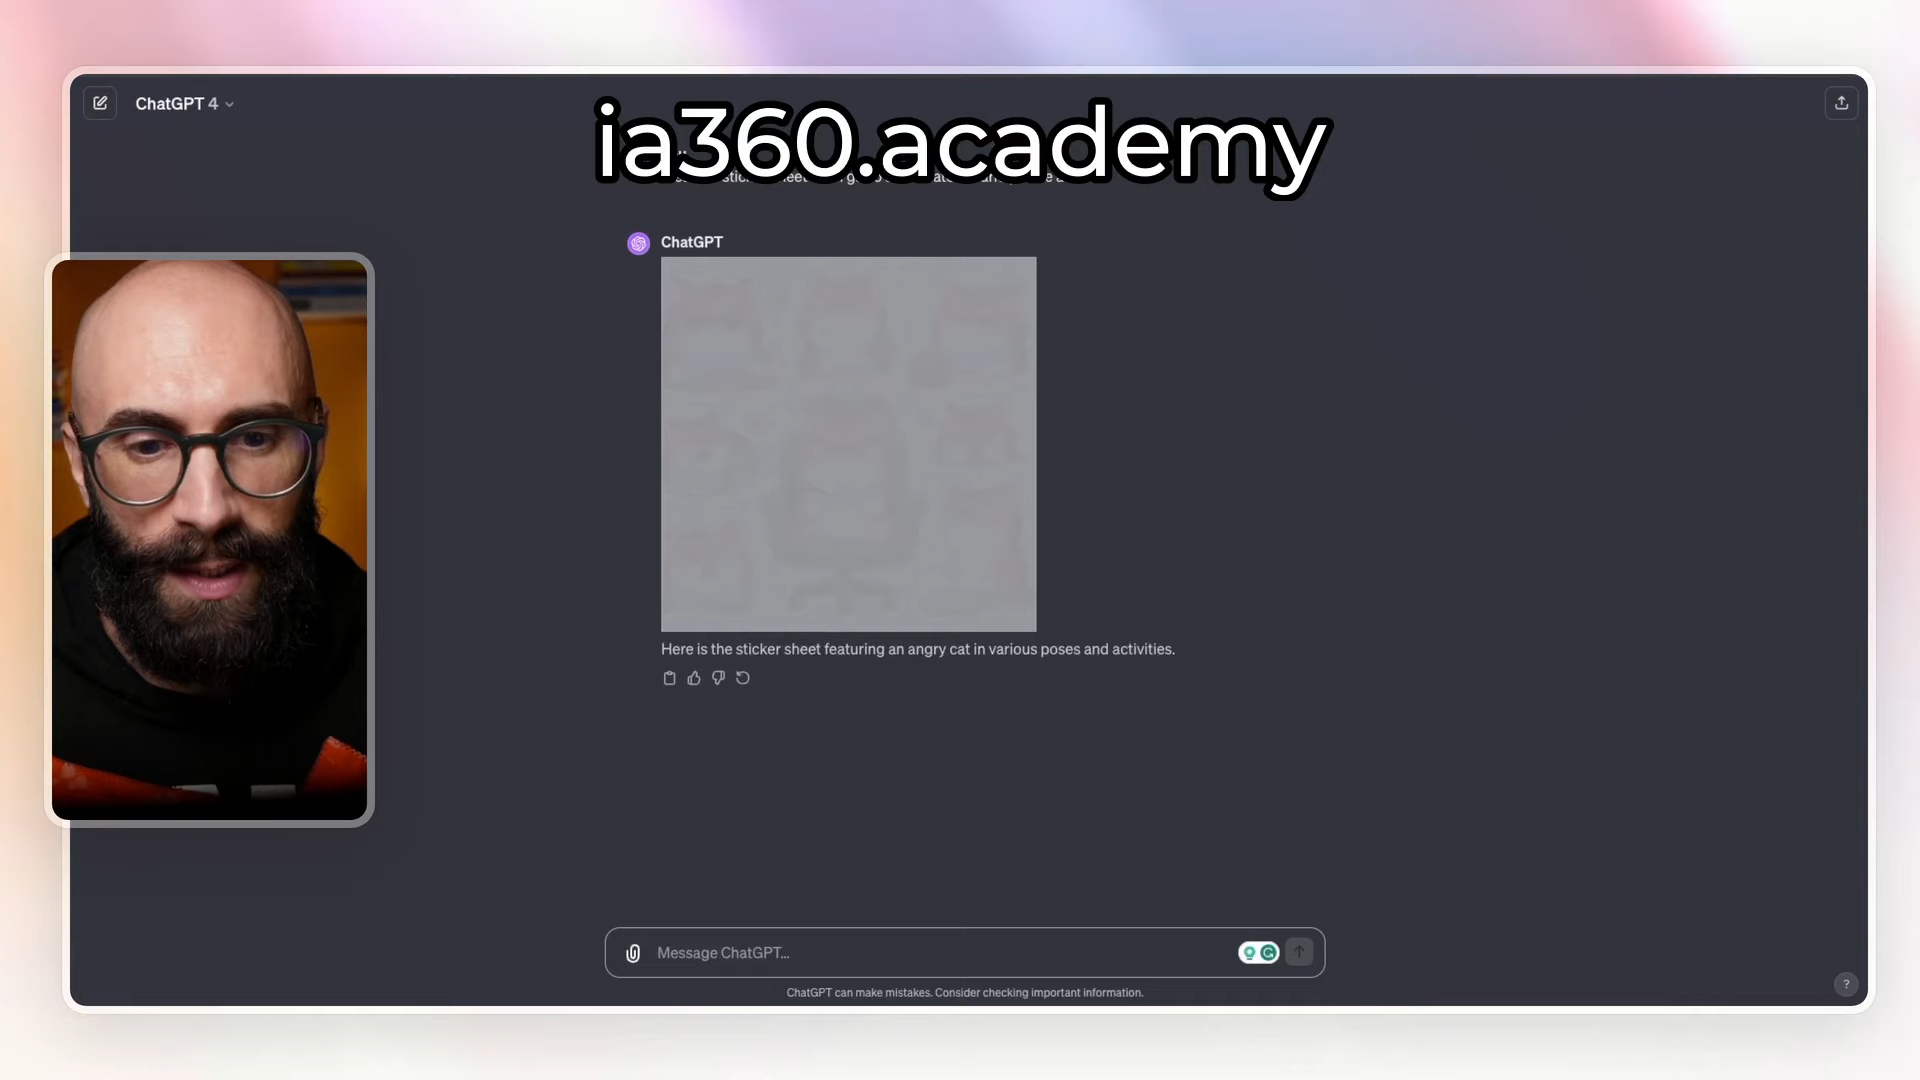 ChatGPT 4
ia360.academy
ChatGPT
Here is the sticker sheet featuring an angry cat in various poses and activities.
Message ChatGPT...
ChatGPT can make mistakes. Consider checking important information.
?